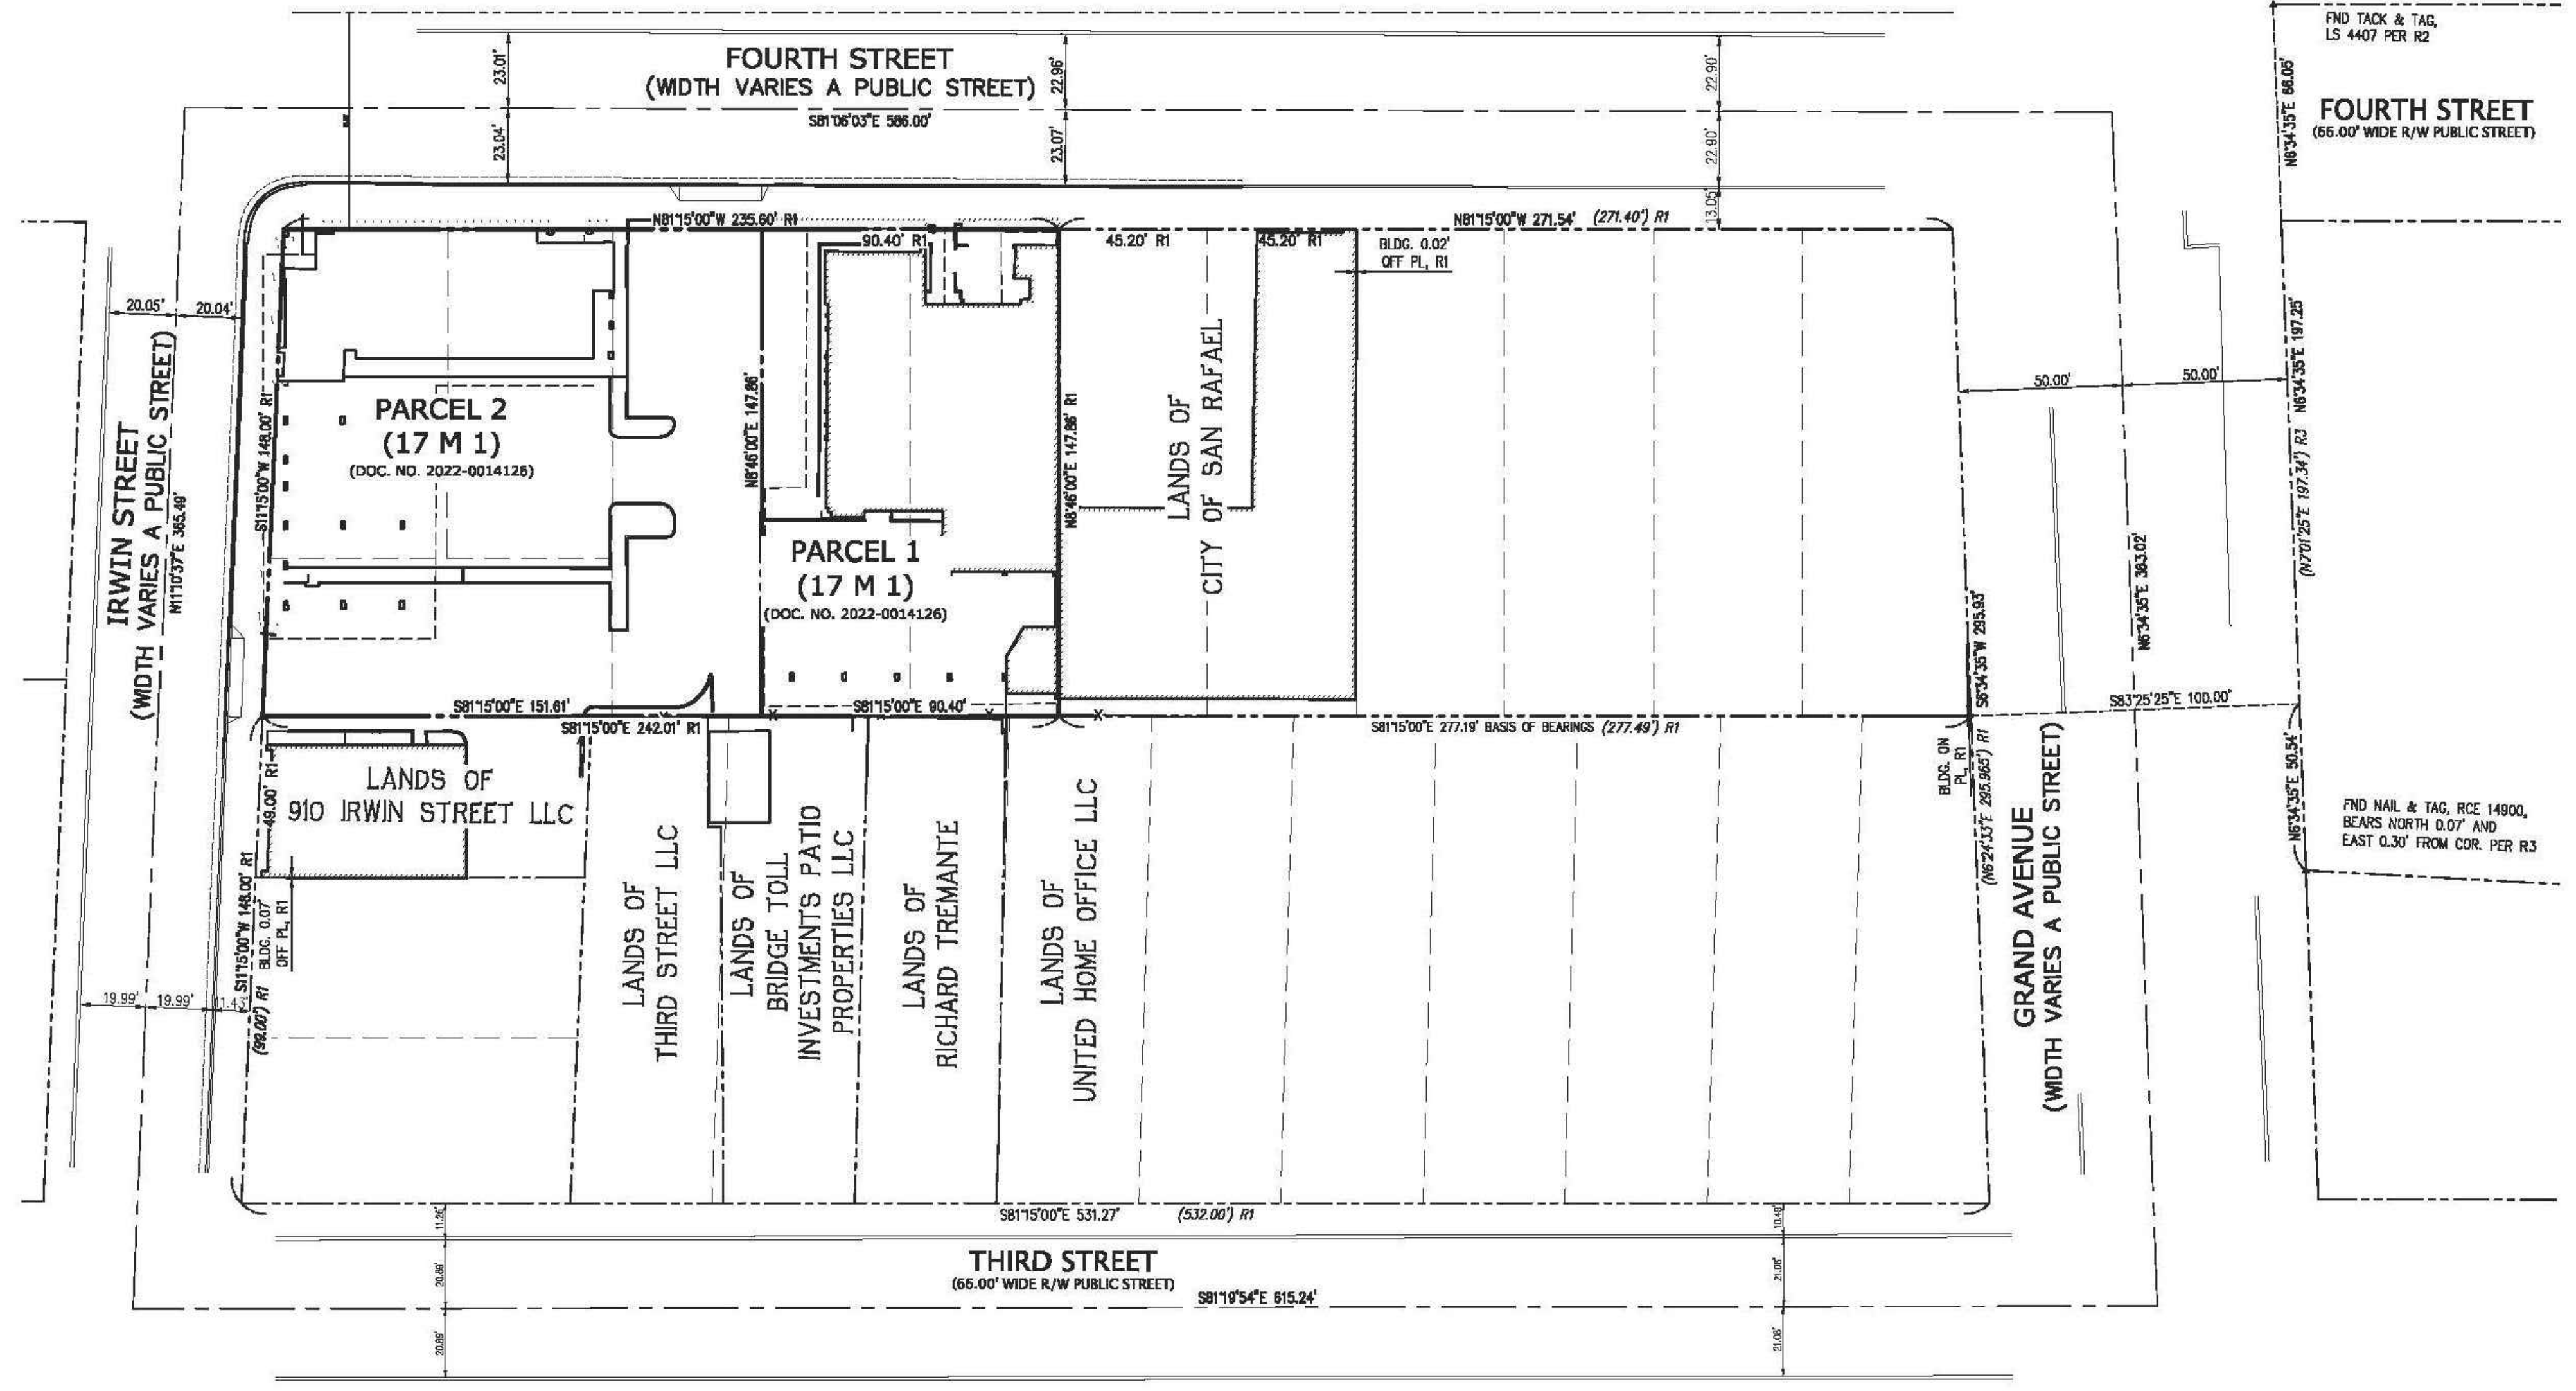 FOURTH STREET
(WIDTH VARIES A PUBLIC STREET)
S81°06'03"E 586.00'
23.01'
23.04'
22.96'
23.07'
22.90'
22.90'
13.05'
FND TACK & TAG,
LS 4407 PER R2
N6°34'35"E 66.05'
FOURTH STREET
(66.00' WIDE R/W PUBLIC STREET)
N81°15'00"W 235.60' R1
90.40' R1
45.20' R1
45.20' R1
N81°15'00"W 271.54' (271.40') R1
BLDG. 0.02'
OFF PL, R1
20.05'
20.04'
IRWIN STREET
(WIDTH VARIES A PUBLIC STREET)
N11°10'37"E 365.49'
S11°15'00"W 148.00' R1
PARCEL 2
(17 M 1)
(DOC. NO. 2022-0014126)
N8°46'00"E 147.86'
PARCEL 1
(17 M 1)
(DOC. NO. 2022-0014126)
N8°46'00"E 147.86' R1
LANDS OF
CITY OF SAN RAFAEL
50.00'
50.00'
N6°34'35"E 197.25'
(N7°01'25"E 197.34') R3
N6°34'35"E 383.02'
S6°34'35"W 295.93'
(N6°24'33"E 295.965') R1
S83°25'25"E 100.00'
N6°34'35"E 50.54'
S81°15'00"E 151.61'
S81°15'00"E 90.40'
S81°15'00"E 242.01' R1
S81°15'00"E 277.19' BASIS OF BEARINGS (277.49') R1
BLDG. ON
PL, R1
LANDS OF
910 IRWIN STREET LLC
49.00' R1
S11°15'00"W 148.00' R1
(99.00') R1
BLDG. 0.07'
OFF PL, R1
19.99'
19.99'
11.43'
LANDS OF
THIRD STREET LLC
LANDS OF
BRIDGE TOLL
INVESTMENTS PATIO
PROPERTIES LLC
LANDS OF
RICHARD TREMANTE
LANDS OF
UNITED HOME OFFICE LLC
GRAND AVENUE
(WIDTH VARIES A PUBLIC STREET)
FND NAIL & TAG, RCE 14900,
BEARS NORTH 0.07' AND
EAST 0.30' FROM COR. PER R3
S81°15'00"E 531.27' (532.00') R1
11.26'
20.89'
20.89'
10.49'
21.08'
21.08'
THIRD STREET
(66.00' WIDE R/W PUBLIC STREET)
S81°19'54"E 615.24'